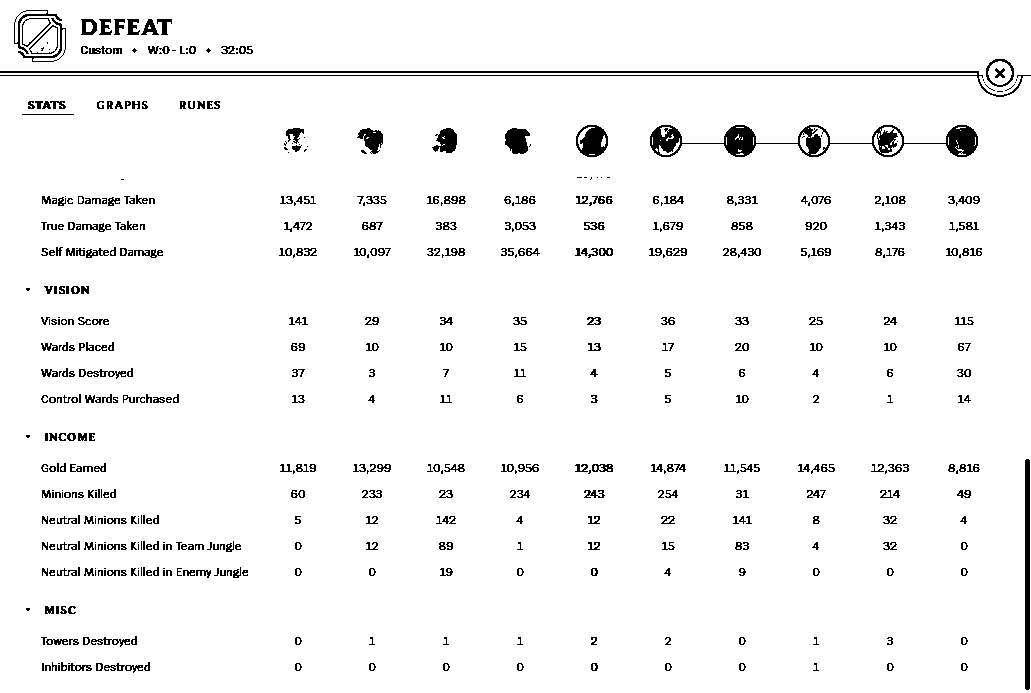 DEFEAT
Custom • W:0 - L:0 • 32:05
STATS GRAPHS RUNES
Magic Damage Taken 13,451 7,335 16,898 6,186 12,766 6,184 8,331 4,076 2,108 3,409
True Damage Taken 1,472 687 383 3,053 536 1,679 858 920 1,343 1,581
Self Mitigated Damage 10,832 10,097 32,198 35,664 14,300 19,629 28,430 5,169 8,176 10,816
VISION
Vision Score 141 29 34 35 23 36 33 25 24 115
Wards Placed 69 10 10 15 13 17 20 10 10 67
Wards Destroyed 37 3 7 11 4 5 6 4 6 30
Control Wards Purchased 13 4 11 6 3 5 10 2 1 14
INCOME
Gold Earned 11,819 13,299 10,548 10,956 12,038 14,874 11,545 14,465 12,363 8,816
Minions Killed 60 233 23 234 243 254 31 247 214 49
Neutral Minions Killed 5 12 142 4 12 22 141 8 32 4
Neutral Minions Killed in Team Jungle 0 12 89 1 12 15 83 4 32 0
Neutral Minions Killed in Enemy Jungle 0 0 19 0 0 4 9 0 0 0
MISC
Towers Destroyed 0 1 1 1 2 2 0 1 3 0
Inhibitors Destroyed 0 0 0 0 0 0 0 1 0 0